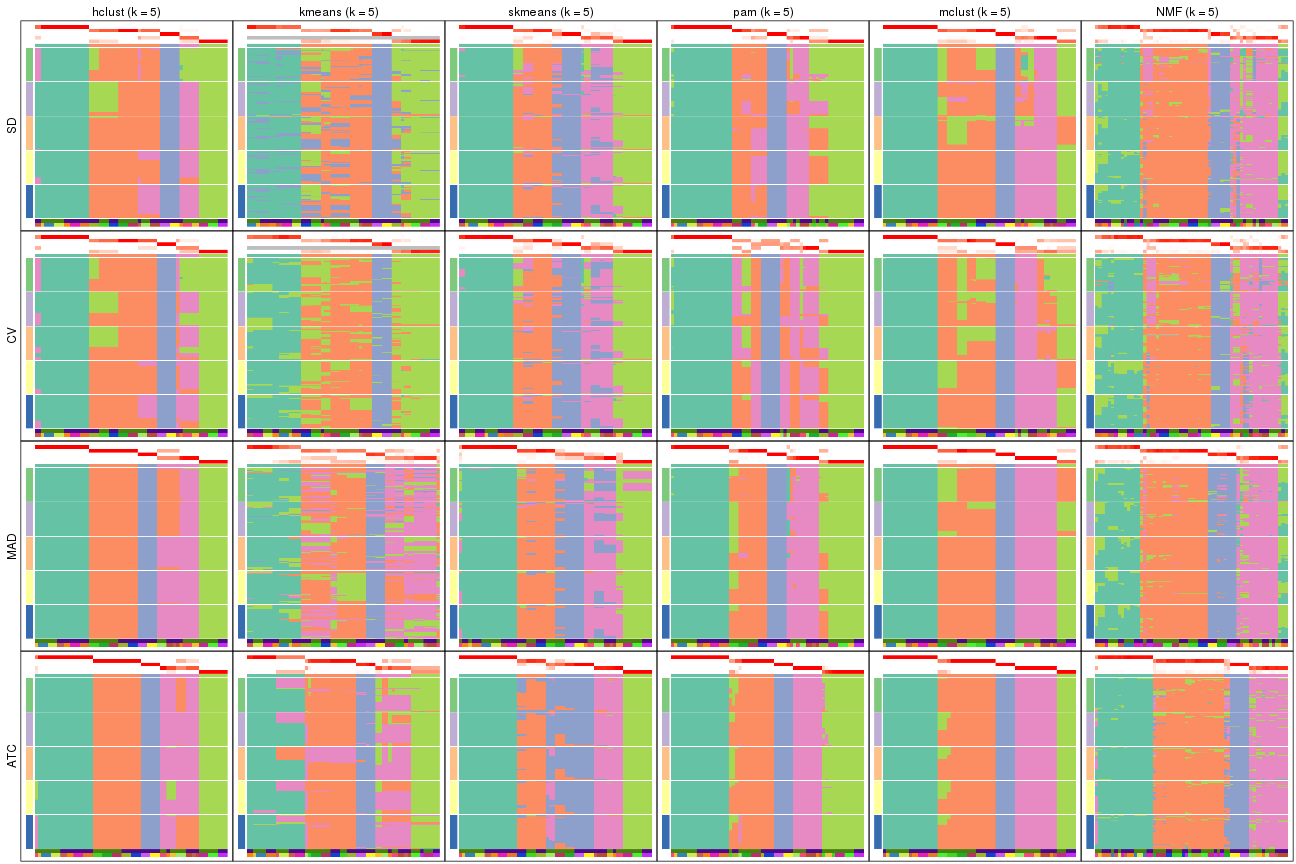 hclust (k = 5) kmeans (k = 5) skmeans (k = 5) pam (k = 5) mclust (k = 5) NMF (k = 5)
SD
CV
MAD
ATC